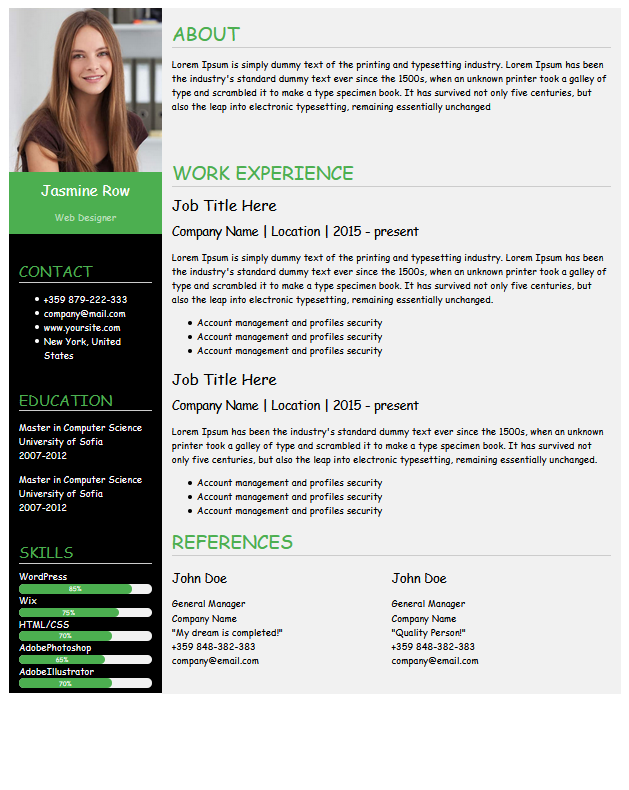 Jasmine Row
Web Designer
CONTACT
+359 879-222-333
company@mail.com
www.yoursite.com
New York, United
States
EDUCATION
Master in Computer Science
University of Sofia
2007-2012
Master in Computer Science
University of Sofia
2007-2012
SKILLS
WordPress
85%
Wix
75%
HTML/CSS
70%
AdobePhotoshop
65%
AdobeIllustrator
70%
ABOUT
Lorem Ipsum is simply dummy text of the printing and typesetting industry. Lorem Ipsum has been
the industry's standard dummy text ever since the 1500s, when an unknown printer took a galley of
type and scrambled it to make a type specimen book. It has survived not only five centuries, but
also the leap into electronic typesetting, remaining essentially unchanged
WORK EXPERIENCE
Job Title Here
Company Name | Location | 2015 - present
Lorem Ipsum is simply dummy text of the printing and typesetting industry. Lorem Ipsum has been
the industry's standard dummy text ever since the 1500s, when an unknown printer took a galley of
type and scrambled it to make a type specimen book. It has survived not only five centuries, but
also the leap into electronic typesetting, remaining essentially unchanged.
Account management and profiles security
Account management and profiles security
Account management and profiles security
Job Title Here
Company Name | Location | 2015 - present
Lorem Ipsum has been the industry's standard dummy text ever since the 1500s, when an unknown
printer took a galley of type and scrambled it to make a type specimen book. It has survived not
only five centuries, but also the leap into electronic typesetting, remaining essentially unchanged.
Account management and profiles security
Account management and profiles security
Account management and profiles security
REFERENCES
John Doe
General Manager
Company Name
"My dream is completed!"
+359 848-382-383
company@email.com
John Doe
General Manager
Company Name
"Quality Person!"
+359 848-382-383
company@email.com